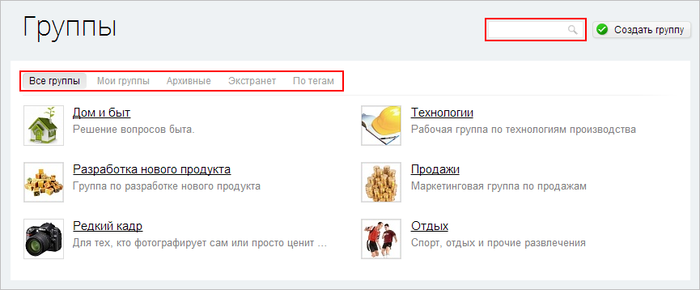 Группы
Создать группу
Все группы Мои группы Архивные Экстранет По тегам
Дом и быт
Решение вопросов быта.
Технологии
Рабочая группа по технологиям производства
Разработка нового продукта
Группа по разработке нового продукта
Продажи
Маркетинговая группа по продажам
Редкий кадр
Для тех, кто фотографирует сам или просто ценит ...
Отдых
Спорт, отдых и прочие развлечения